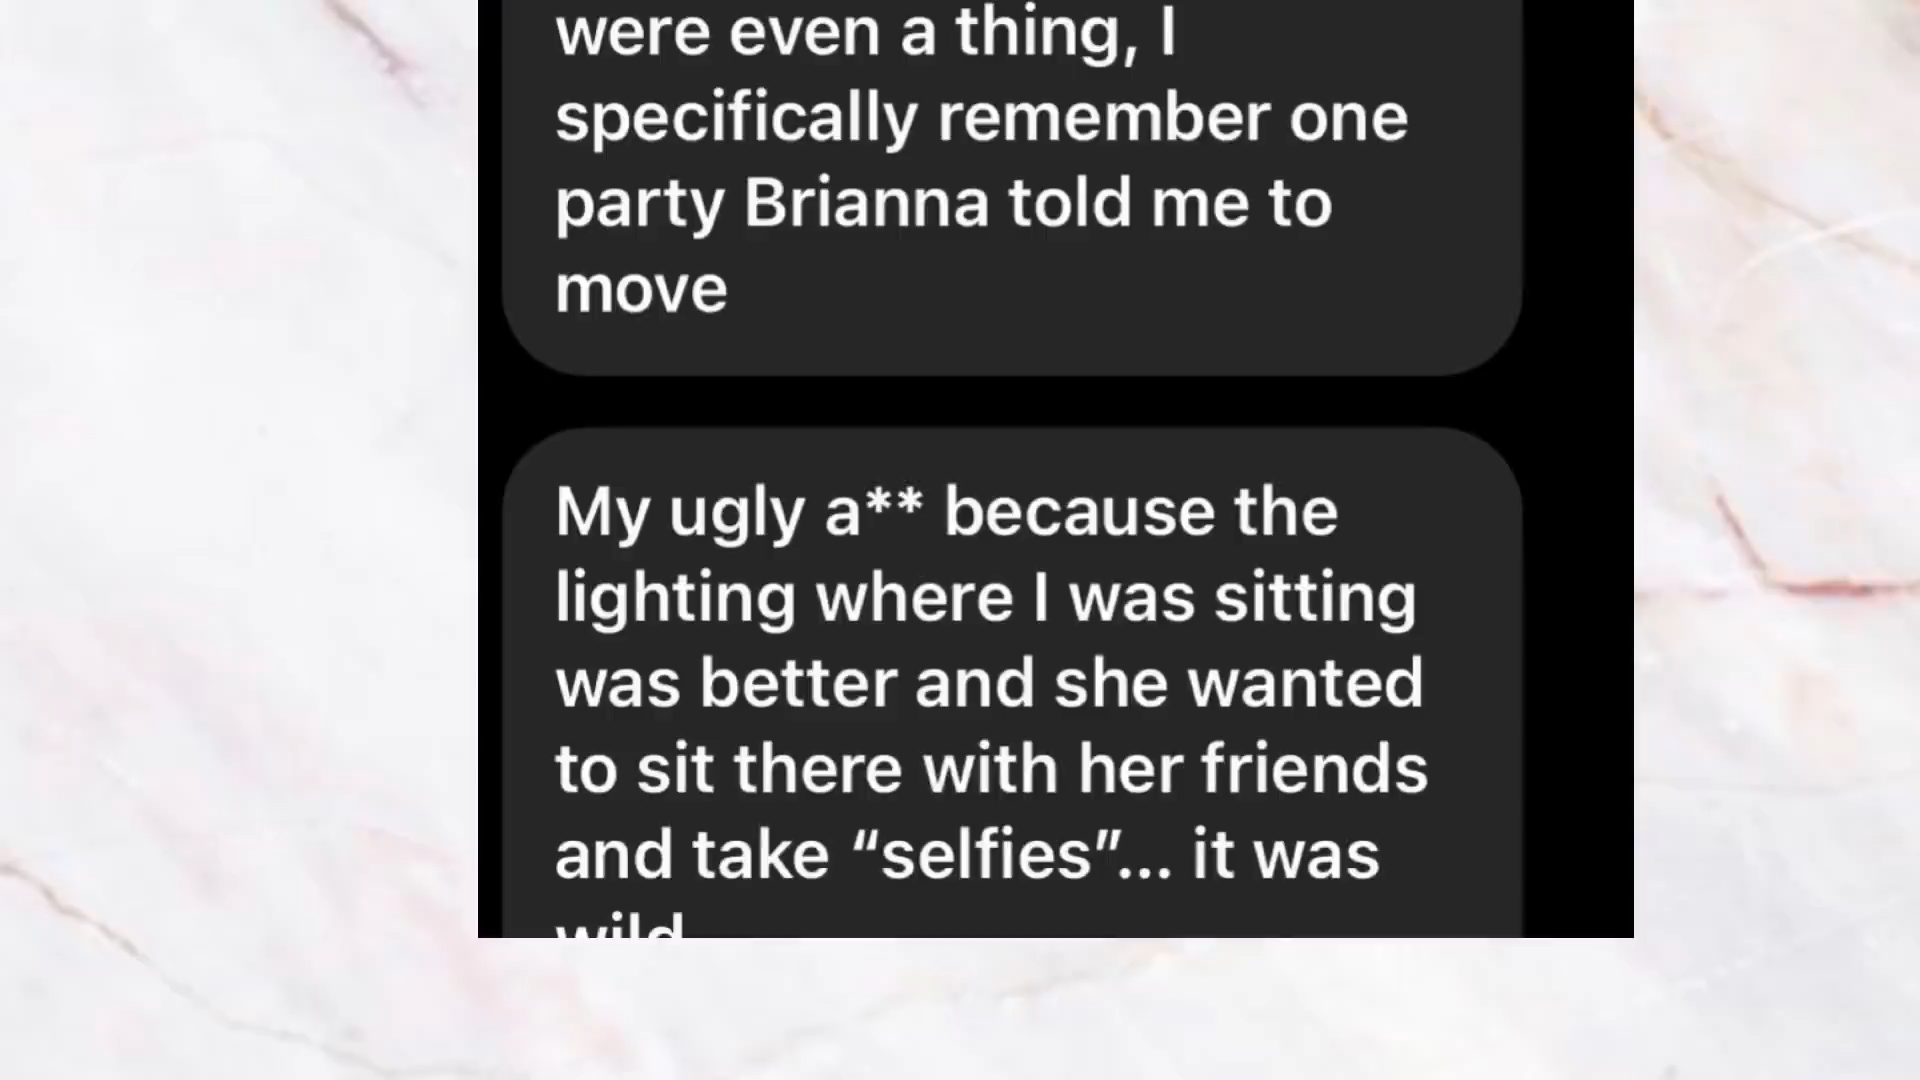 were even a thing, I
specifically remember one
party Brianna told me to
move
My ugly a** because the
lighting where I was sitting
was better and she wanted
to sit there with her friends
and take “selfies”... it was
wild